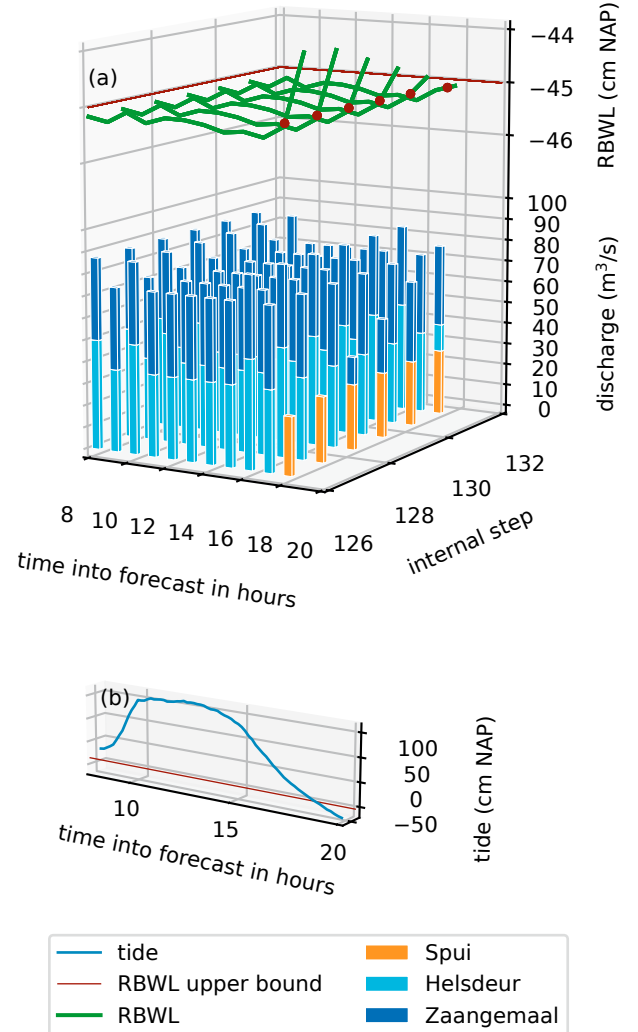 (a)
−44
−45
−46
RBWL (cm NAP)
100
90
80
70
60
50
40
30
20
10
0
discharge (m³/s)
8 10 12 14 16 18 20
time into forecast in hours
126 128 130 132
internal step
(b)
100
50
0
−50
tide (cm NAP)
10 15 20
time into forecast in hours
tide
RBWL upper bound
RBWL
Spui
Helsdeur
Zaangemaal